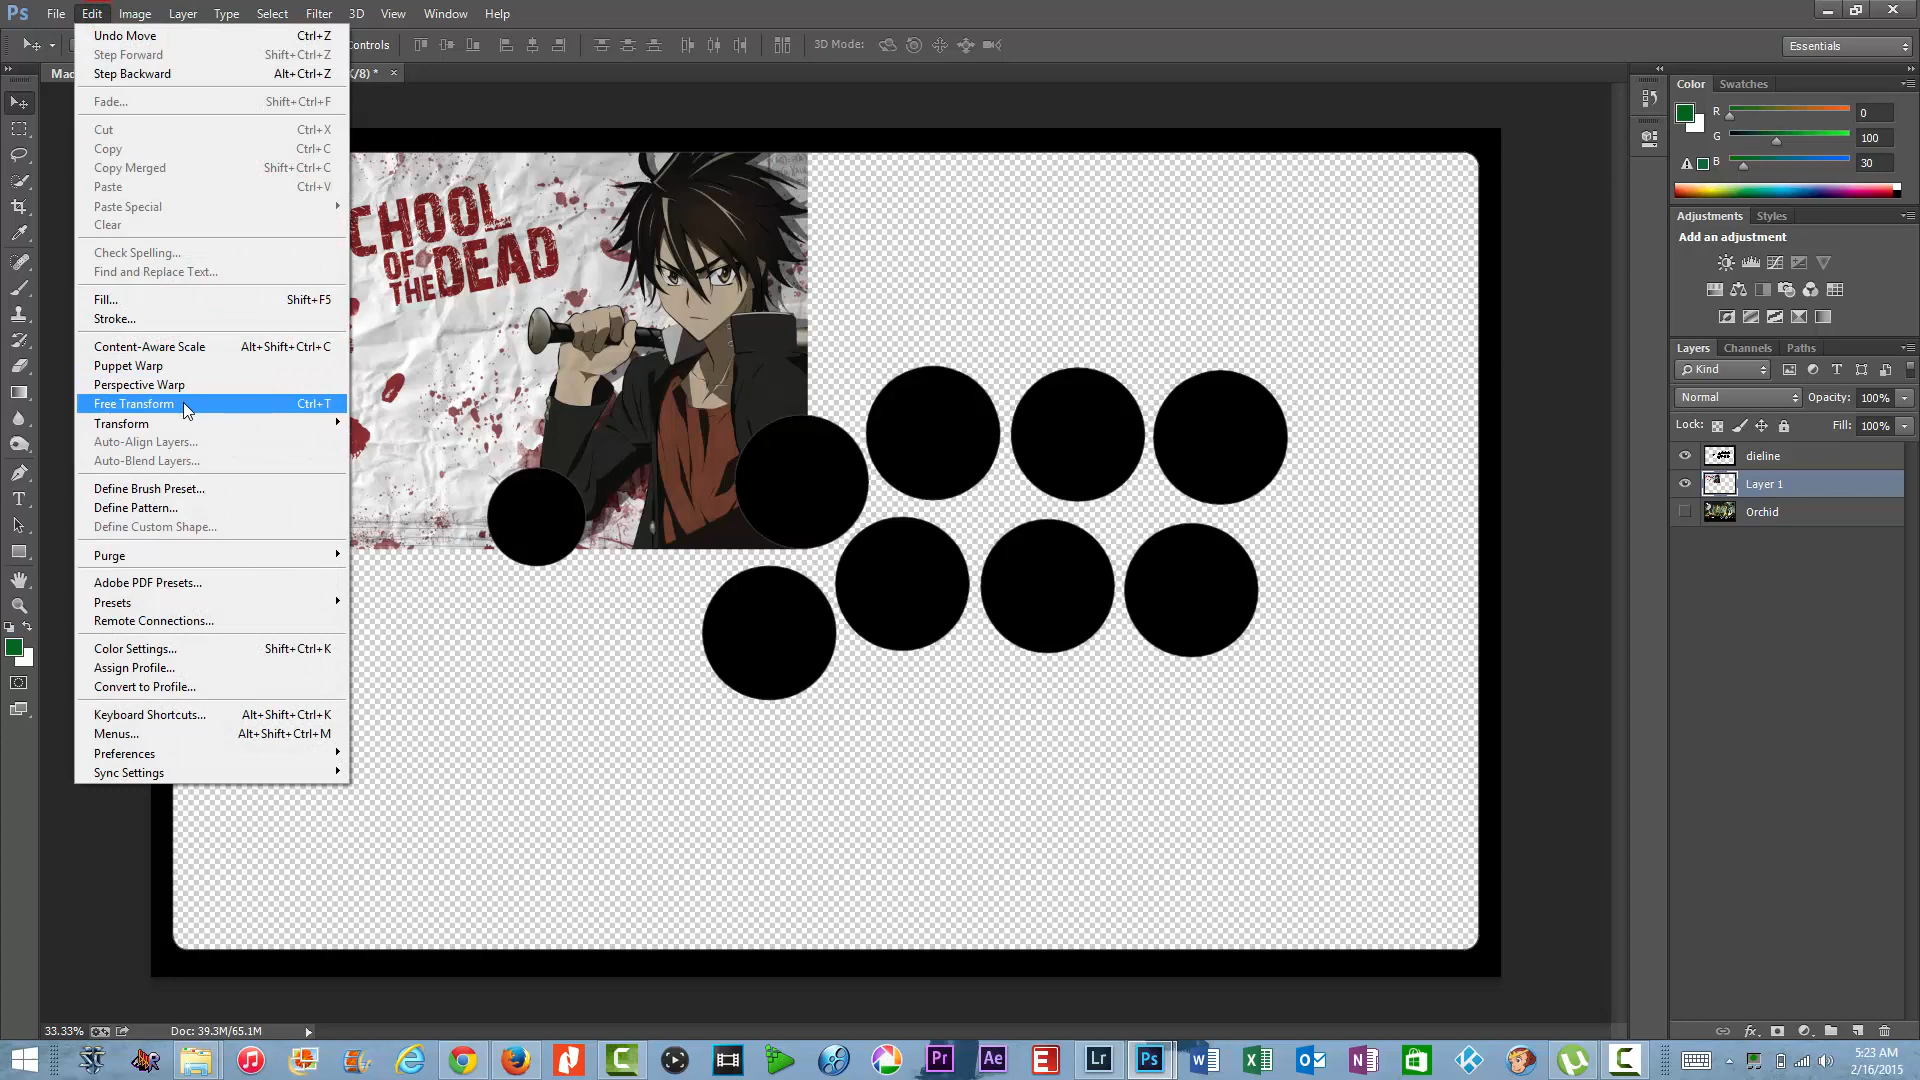 Ps File Edit Image Layer Type Select Filter 3D View Window Help
Controls 3D Mode: Essentials
Mad K/8) * ×
Undo Move Ctrl+Z
Step Forward Shift+Ctrl+Z
Step Backward Alt+Ctrl+Z
Fade... Shift+Ctrl+F
Cut Ctrl+X
Copy Ctrl+C
Copy Merged Shift+Ctrl+C
Paste Ctrl+V
Paste Special
Clear
Check Spelling...
Find and Replace Text...
Fill... Shift+F5
Stroke...
Content-Aware Scale Alt+Shift+Ctrl+C
Puppet Warp
Perspective Warp
Free Transform Ctrl+T
Transform
Auto-Align Layers...
Auto-Blend Layers...
Define Brush Preset...
Define Pattern...
Define Custom Shape...
Purge
Adobe PDF Presets...
Presets
Remote Connections...
Color Settings... Shift+Ctrl+K
Assign Profile...
Convert to Profile...
Keyboard Shortcuts... Alt+Shift+Ctrl+K
Menus... Alt+Shift+Ctrl+M
Preferences
Sync Settings
CHOOL
OF
THE DEAD
Color Swatches
R 0
G 100
B 30
Adjustments Styles
Add an adjustment
Layers Channels Paths
Kind
Normal Opacity: 100%
Lock: Fill: 100%
dieline
Layer 1
Orchid
33.33% Doc: 39.3M/65.1M
Pr Ae Lr Ps
5:23 AM
2/16/2015